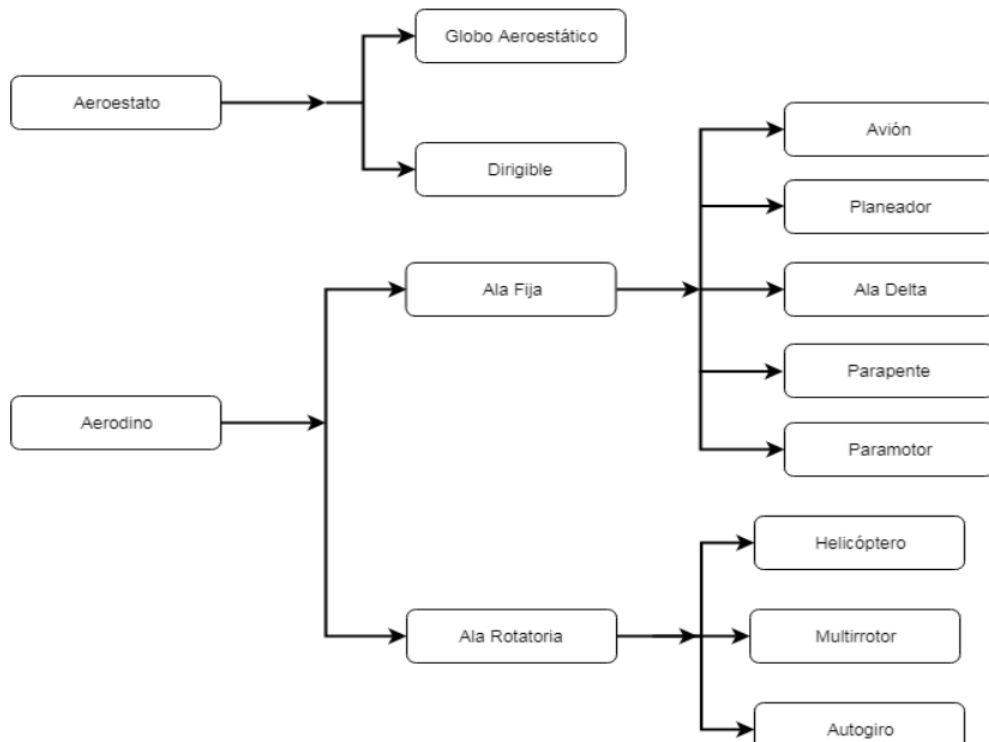 Globo Aeroestático
Aeroestato
Dirigible
Avión
Planeador
Ala Fija
Ala Delta
Parapente
Aerodino
Paramotor
Helicóptero
Ala Rotatoria
Multirrotor
Autogiro